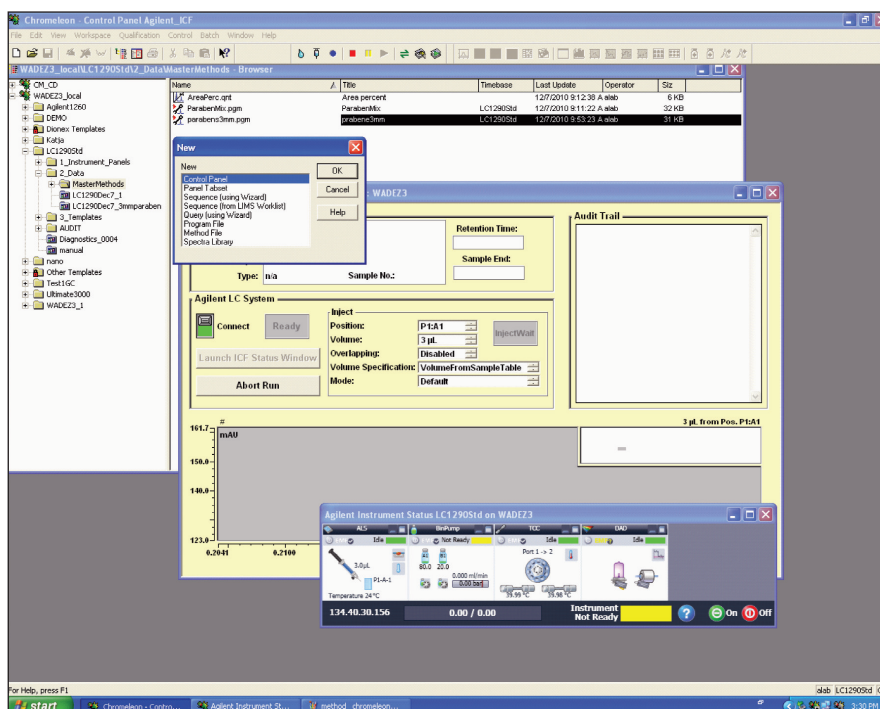 Chromeleon - Control Panel Agilent_ICF
File Edit View Workspace Qualification Control Batch Window Help
WADEZ3_local\LC1290Std\2_Data\MasterMethods - Browser
CM_CD
WADEZ3_local
Agilent1260
DEMO
Dionex Templates
Katja
LC1290Std
1_Instrument_Panels
2_Data
MasterMethods
LC1290Dec7_1
LC1290Dec7_3mmparaben
3_Templates
AUDIT
Diagnostics_0004
manual
nano
Other Templates
Test1GC
Ultimate3000
WADEZ3_1
Name Title Timebase Last Update Operator Siz
AreaPerc.qnt Area percent 12/7/2010 9:12:38 A alab 6 KB
ParabenMix.pgm ParabenMix LC1290Std 12/7/2010 9:11:22 A alab 32 KB
parabens3mm.pgm prabene3mm LC1290Std 12/7/2010 9:53:23 A alab 31 KB
New
New
Control Panel
Panel Tabset
Sequence (using Wizard)
Sequence (from LIMS Worklist)
Query (using Wizard)
Program File
Method File
Spectra Library
OK
Cancel
Help
: WADEZ3
Retention Time:
Sample End:
Type: n/a Sample No.:
Audit Trail
Agilent LC System
Connect Ready
Launch ICF Status Window
Abort Run
Inject
Position: P1:A1
Volume: 3 µL
Overlapping: Disabled
Volume Specification: VolumeFromSampleTable
Mode: Default
InjectWait
#
3 µL from Pos. P1:A1
161.7
mAU
150.0
140.0
123.0
0.2041 0.2100
Agilent Instrument Status LC1290Std on WADEZ3
ALS BinPump TCC DAD
Idle Not Ready Idle Idle
3.0µL
P1-A-1
Temperature 24°C
80.0 20.0
0.000 ml/min
0.00 bar
Port 1 -> 2
39.99 °C 39.98 °C
134.40.30.156 0.00 / 0.00 Instrument Not Ready On Off
For Help, press F1 alab LC1290Std
start Chromeleon - Contro... Agilent Instrument St... method_chromeleon... 3:30 PM